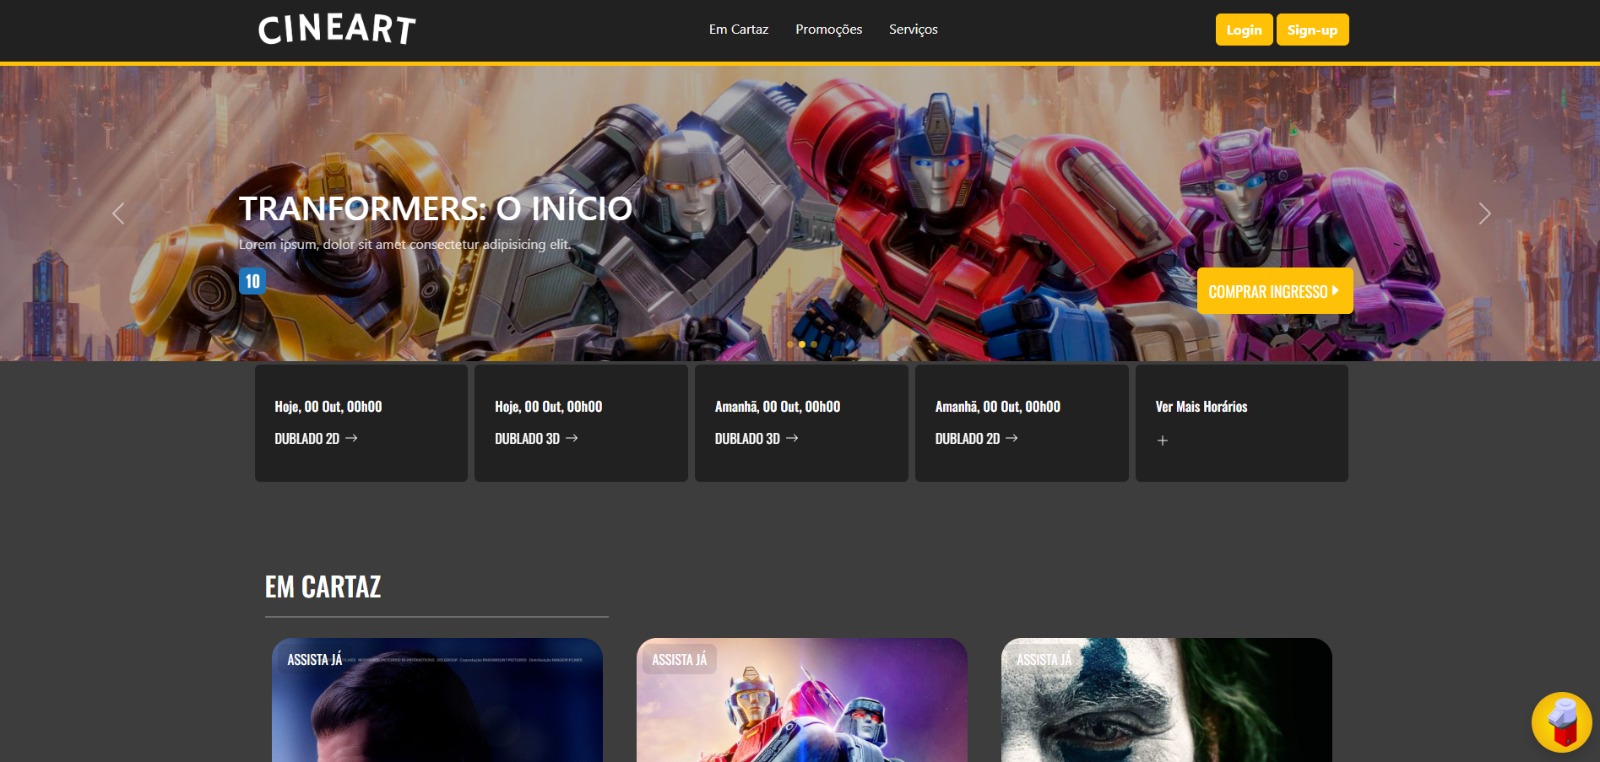 CINEART
Em Cartaz
Promoções
Serviços
Login
Sign-up
TRANFORMERS: O INÍCIO
Lorem ipsum, dolor sit amet consectetur adipisicing elit.
10
COMPRAR INGRESSO
Hoje, 00 Out, 00h00
DUBLADO 2D →
Hoje, 00 Out, 00h00
DUBLADO 3D →
Amanhã, 00 Out, 00h00
DUBLADO 3D →
Amanhã, 00 Out, 00h00
DUBLADO 2D →
Ver Mais Horários
+
EM CARTAZ
ASSISTA JÁ
ASSISTA JÁ
ASSISTA JÁ